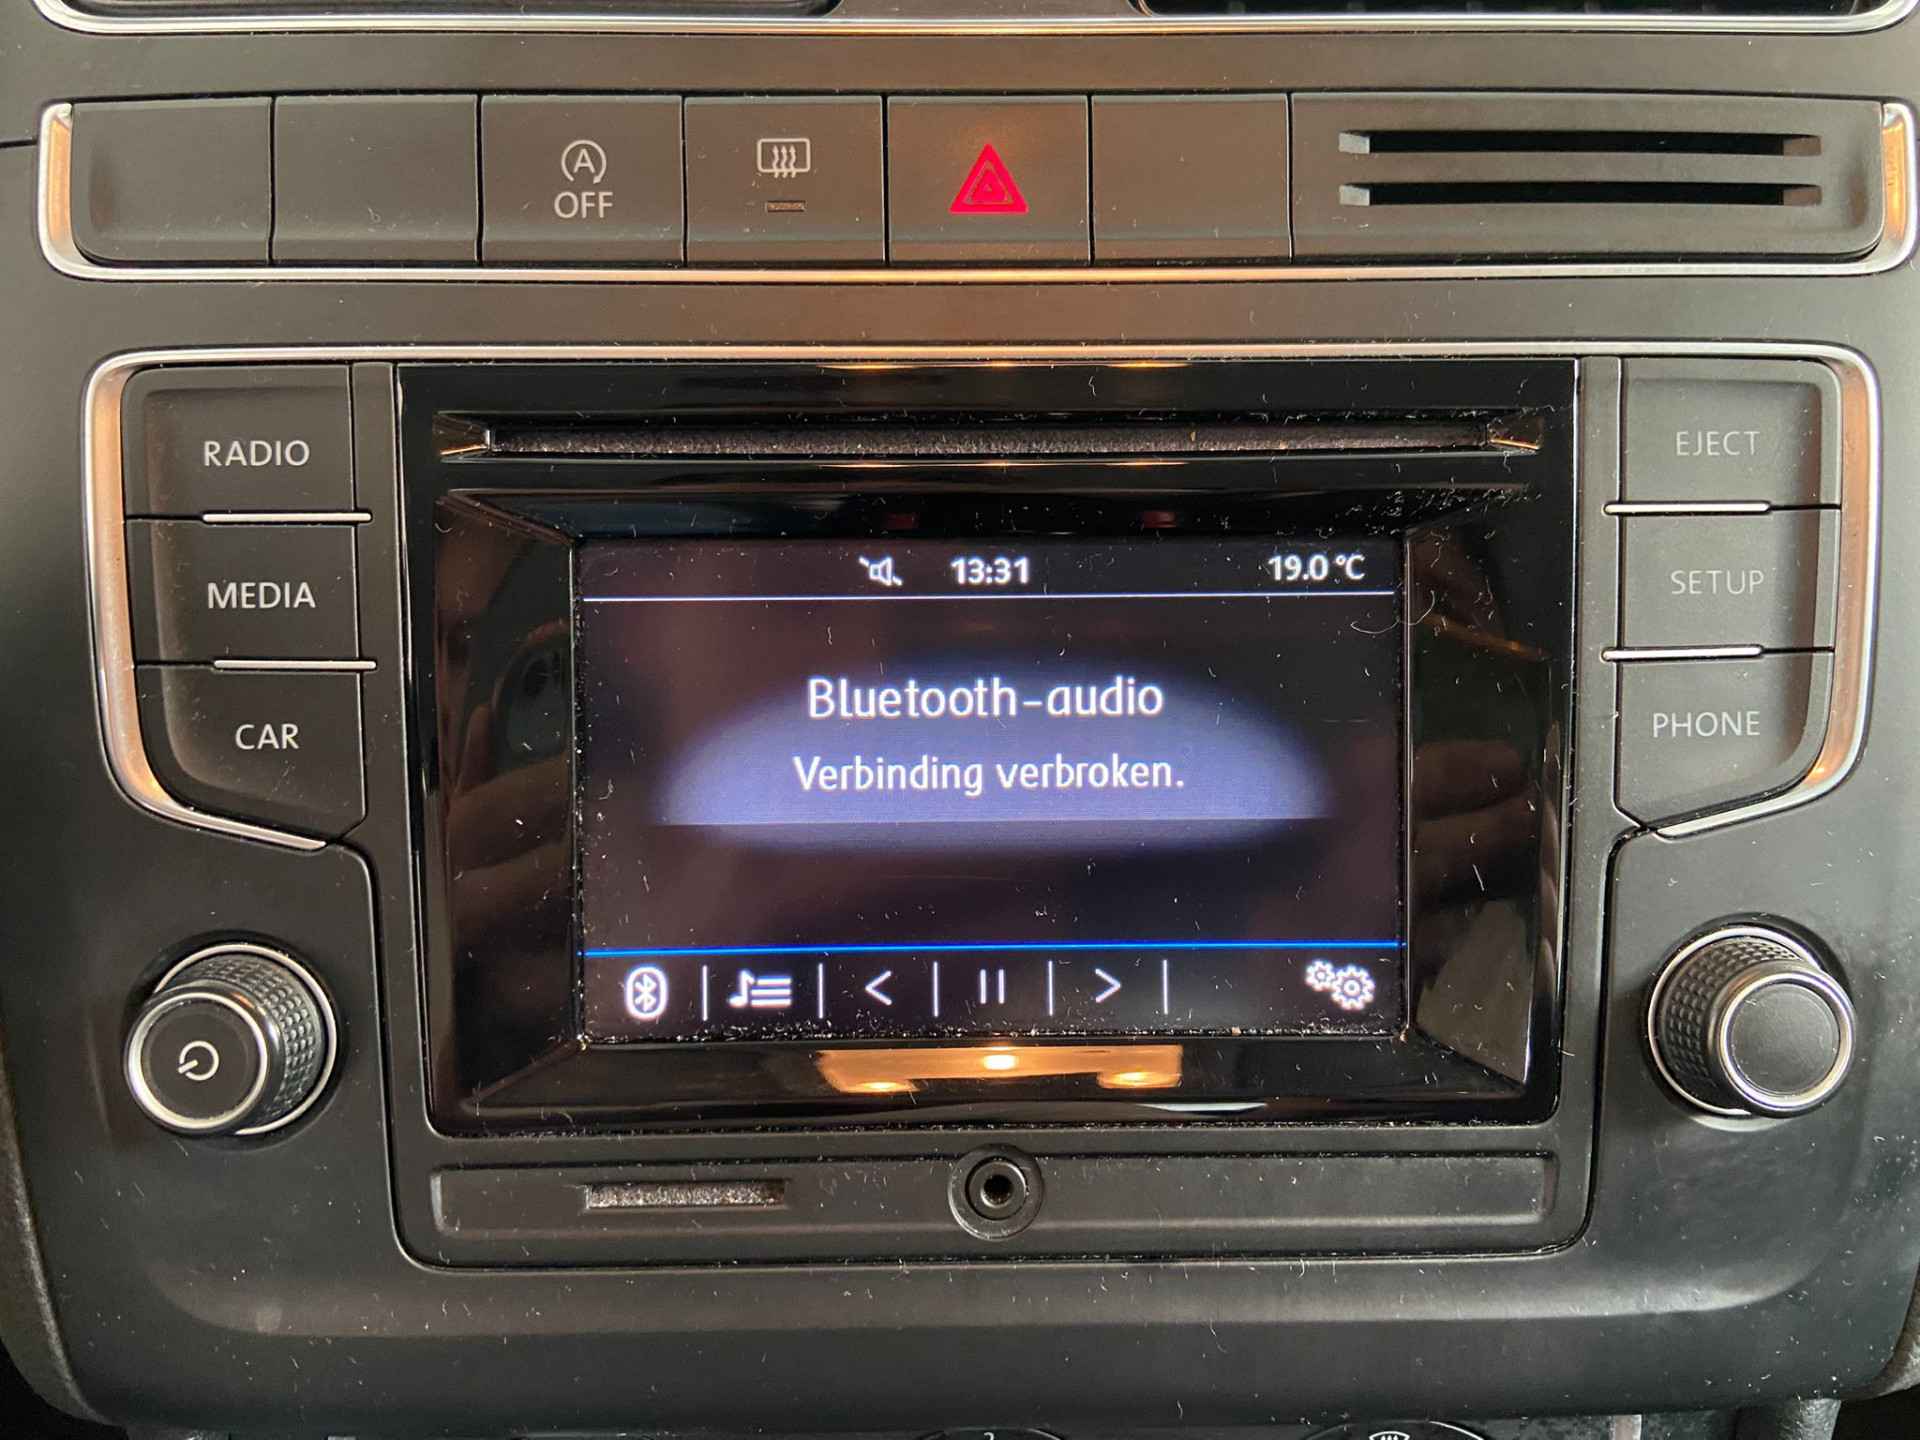 A
OFF
RADIO
EJECT
13:31
19.0 °C
MEDIA
SETUP
Bluetooth-audio
CAR
PHONE
Verbinding verbroken.